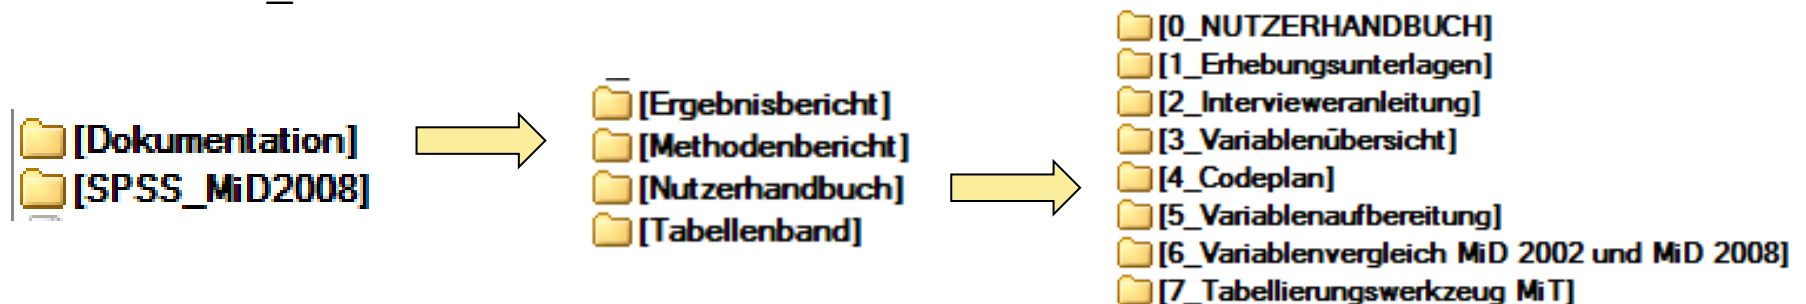 [Dokumentation]
[SPSS_MiD2008]
[Ergebnisbericht]
[Methodenbericht]
[Nutzerhandbuch]
[Tabellenband]
[0_NUTZERHANDBUCH]
[1_Erhebungsunterlagen]
[2_Intervieweranleitung]
[3_Variablenübersicht]
[4_Codeplan]
[5_Variablenaufbereitung]
[6_Variablenvergleich MiD 2002 und MiD 2008]
[7_Tabellierungswerkzeug MiT]